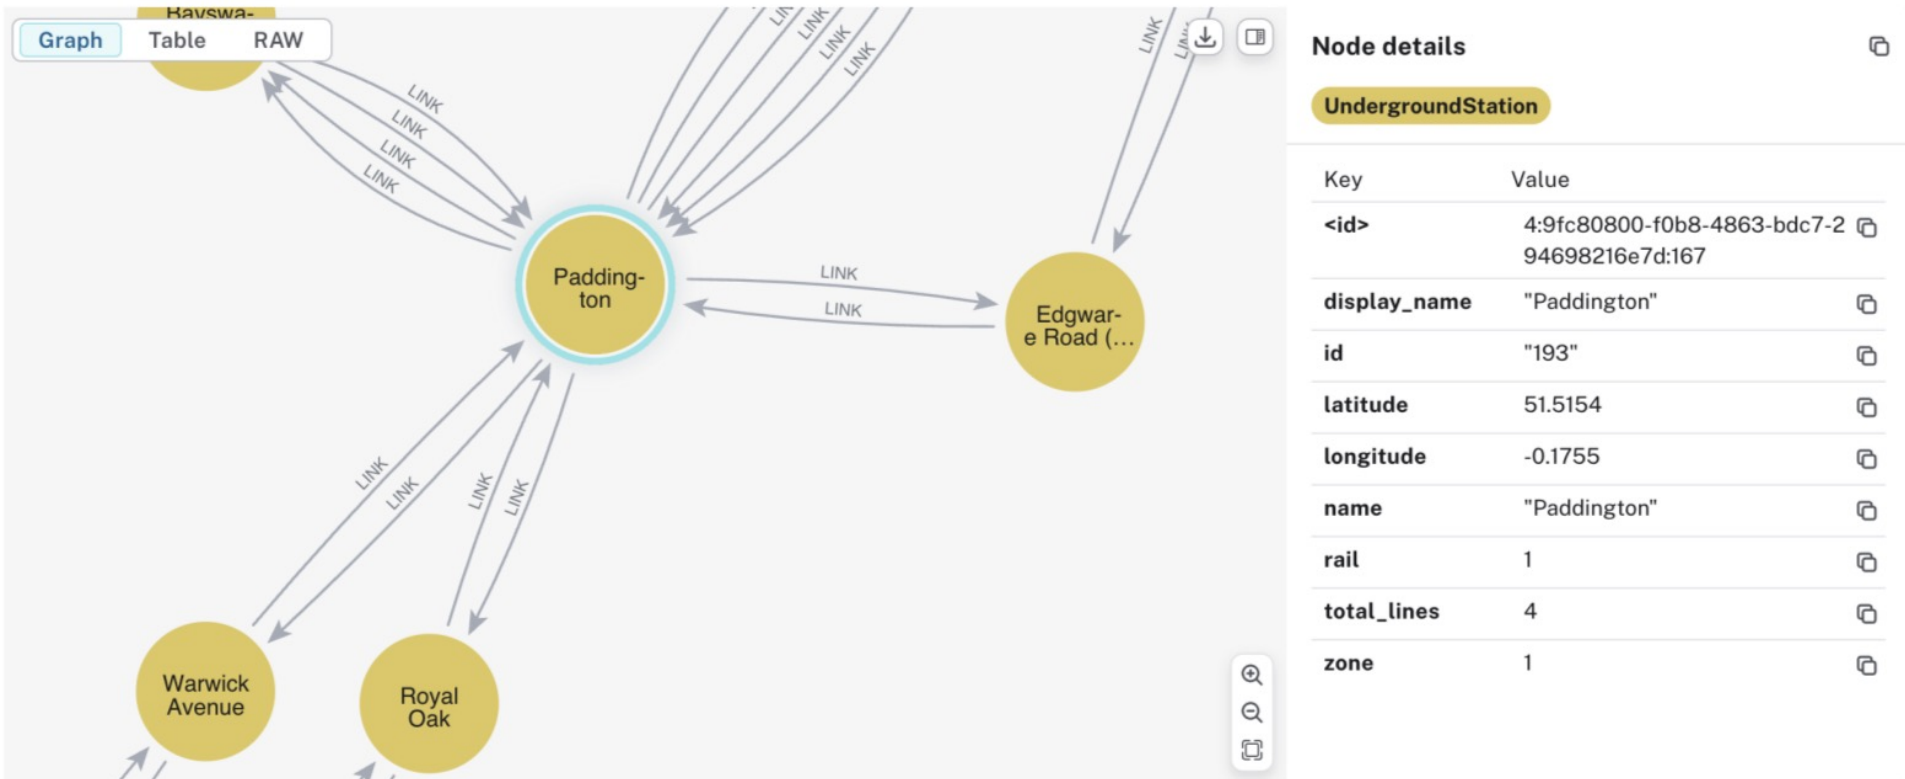 Bayswa-
Graph Table RAW
LINK
LINK
LINK
LINK
LINK
LINK
LINK
LINK
Padding-
ton
LINK
LINK
Edgwar-
e Road (...
LINK
LINK
LINK
LINK
LINK
Warwick
Avenue
Royal
Oak
Node details
UndergroundStation
Key Value
<id> 4:9fc80800-f0b8-4863-bdc7-2
94698216e7d:167
display_name "Paddington"
id "193"
latitude 51.5154
longitude -0.1755
name "Paddington"
rail 1
total_lines 4
zone 1